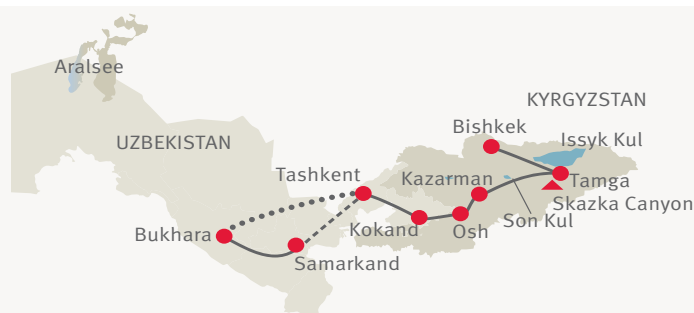 Aralsee
KYRGYZSTAN
Bishkek
UZBEKISTAN
Issyk Kul
Tashkent
Kazarman
Tamga
Skazka Canyon
Son Kul
Kokand
Osh
Bukhara
Samarkand